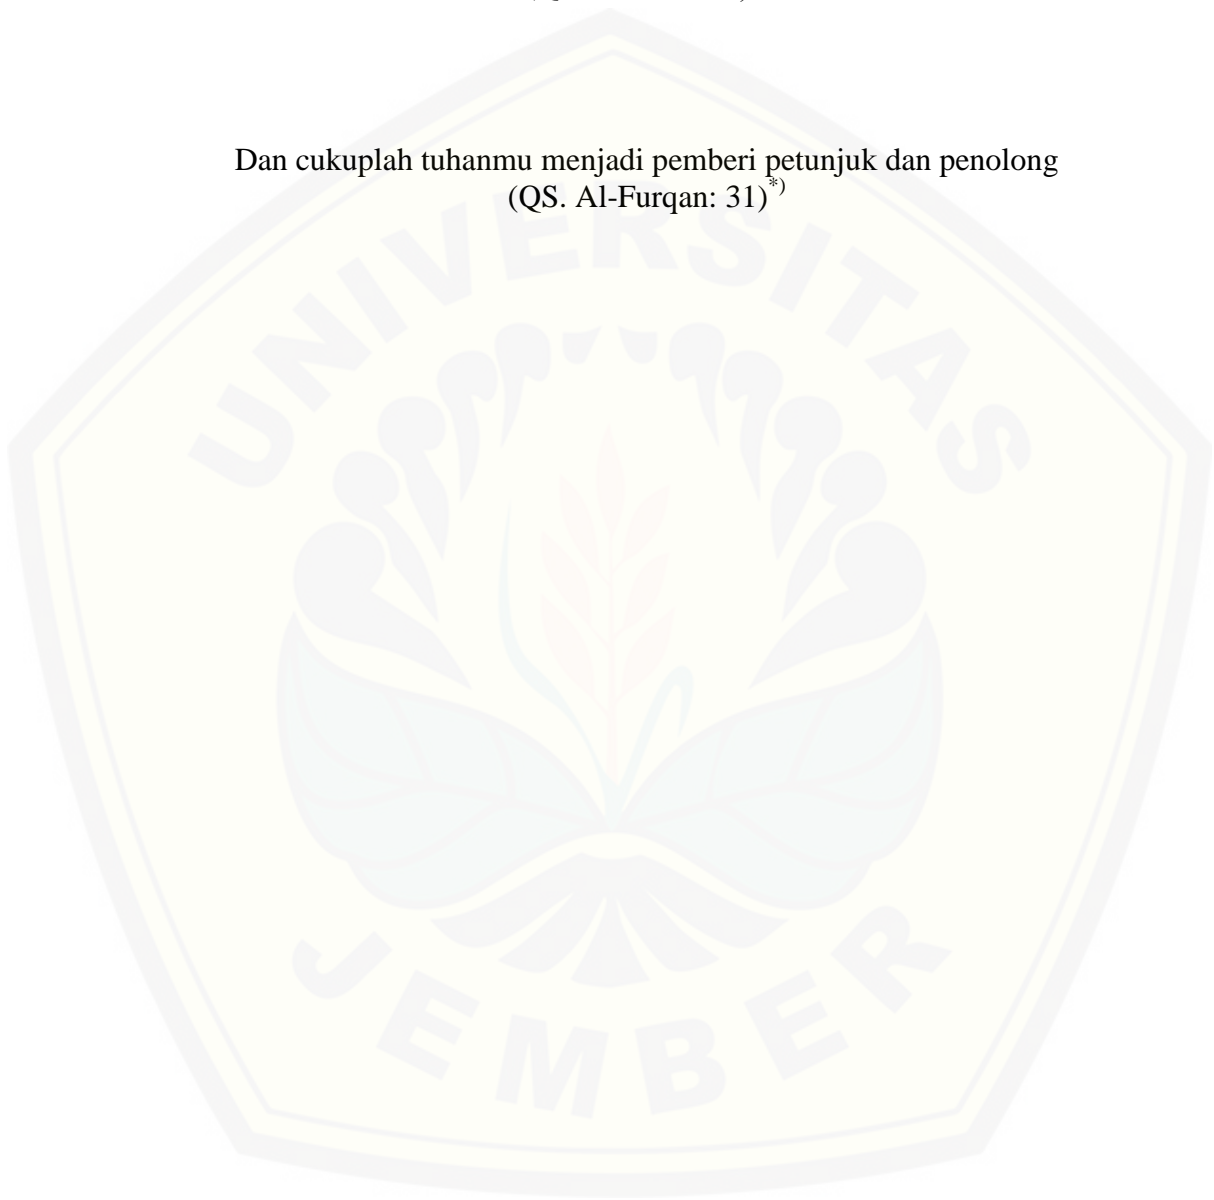 Dan cukuplah tuhanmu menjadi pemberi petunjuk dan penolong
(QS. Al-Furqan: 31)*)
UNIVERSITAS
JEMBER